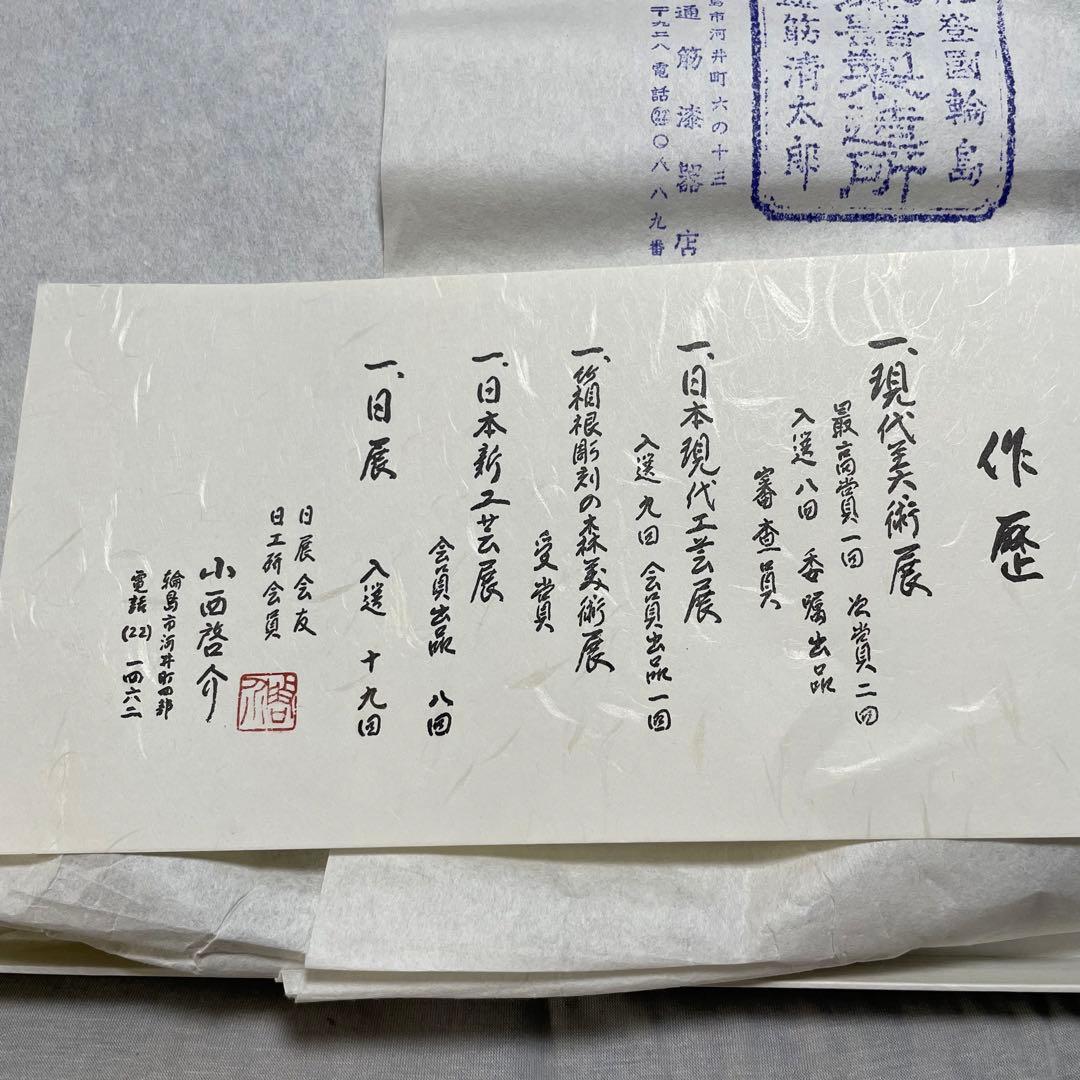 登國輪島
製造所
筋清太郎
通筋漆器店
島市河井町六の十三
〒九二八電話㉒〇八八九番
作歴
一、現代美術展
最高賞一回 次賞二回
入選八回 委嘱出品
審査員
一、日本現代工芸展
入選九回 会員出品一回
一、箱根彫刻の森美術展
受賞
一、日本新工芸展
会員出品 八回
一、日展 入選 十九回
日展会友
日工所会員
小西啓介
輪島市河井町四部
電話(22)一四六二